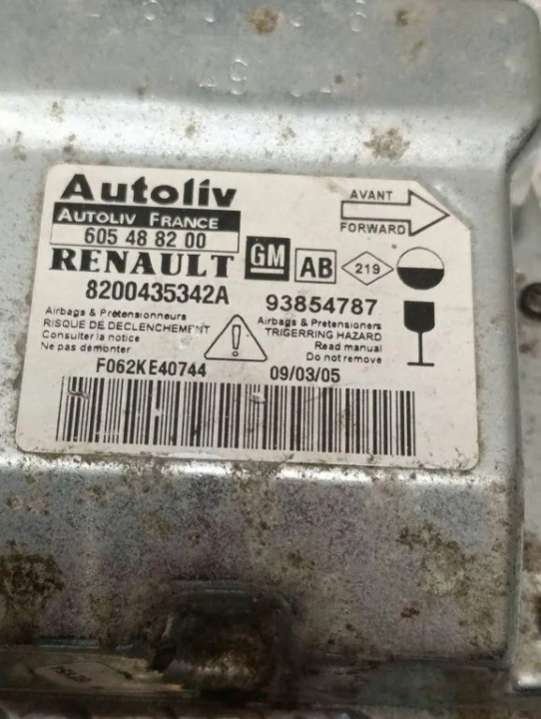 Autoliv
AUTOLIV FRANCE
605 48 82 00
RENAULT
8200435342A
GM
AB
219
AVANT
FORWARD
93854787
Airbags & Prétensionneurs
RISQUE DE DECLENCHEMENT
Consulter la notice
Ne pas démonter
Airbags & Pretensioners
TRIGERRING HAZARD
Read manual
Do not remove
F062KE40744
09/03/05